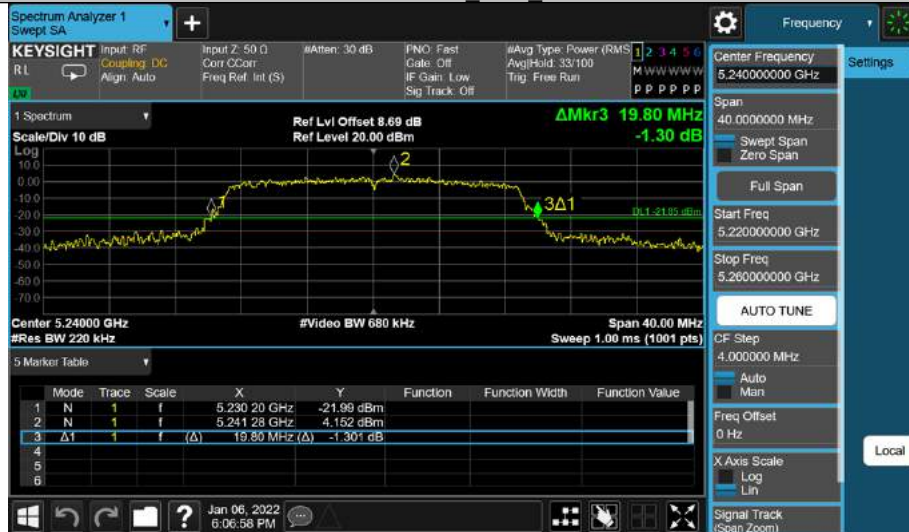 Spectrum Analyzer 1
Swept SA
+
Frequency
KEYSIGHT
RL
Input: RF
Coupling: DC
Align: Auto
Input Z: 50 Ω
Corr CCorr
Freq Ref: Int (S)
#Atten: 30 dB
PNO: Fast
Gate: Off
IF Gain: Low
Sig Track: Off
#Avg Type: Power (RMS
Avg|Hold: 33/100
Trig: Free Run
1 2 3 4 5 6
M W W W W W
P P P P P P
LXI
1 Spectrum
Scale/Div 10 dB
Ref Lvl Offset 8.69 dB
Ref Level 20.00 dBm
ΔMkr3 19.80 MHz
-1.30 dB
Log
10.0
0.00
-10.0
-20.0
-30.0
-40.0
-50.0
-60.0
-70.0
2
3Δ1
DL1 -21.85 dBm
Center 5.24000 GHz
#Res BW 220 kHz
#Video BW 680 kHz
Span 40.00 MHz
Sweep 1.00 ms (1001 pts)
5 Marker Table
Mode Trace Scale X Y Function Function Width Function Value
1 N 1 f 5.230 20 GHz -21.99 dBm
2 N 1 f 5.241 28 GHz 4.152 dBm
3 Δ1 1 f (Δ) 19.80 MHz (Δ) -1.301 dB
4
5
6
?
Jan 06, 2022
6:06:58 PM
Center Frequency
5.240000000 GHz
Span
40.0000000 MHz
Swept Span
Zero Span
Full Span
Start Freq
5.220000000 GHz
Stop Freq
5.260000000 GHz
AUTO TUNE
CF Step
4.000000 MHz
Auto
Man
Freq Offset
0 Hz
X Axis Scale
Log
Lin
Signal Track
(Span Zoom)
Settings
Local